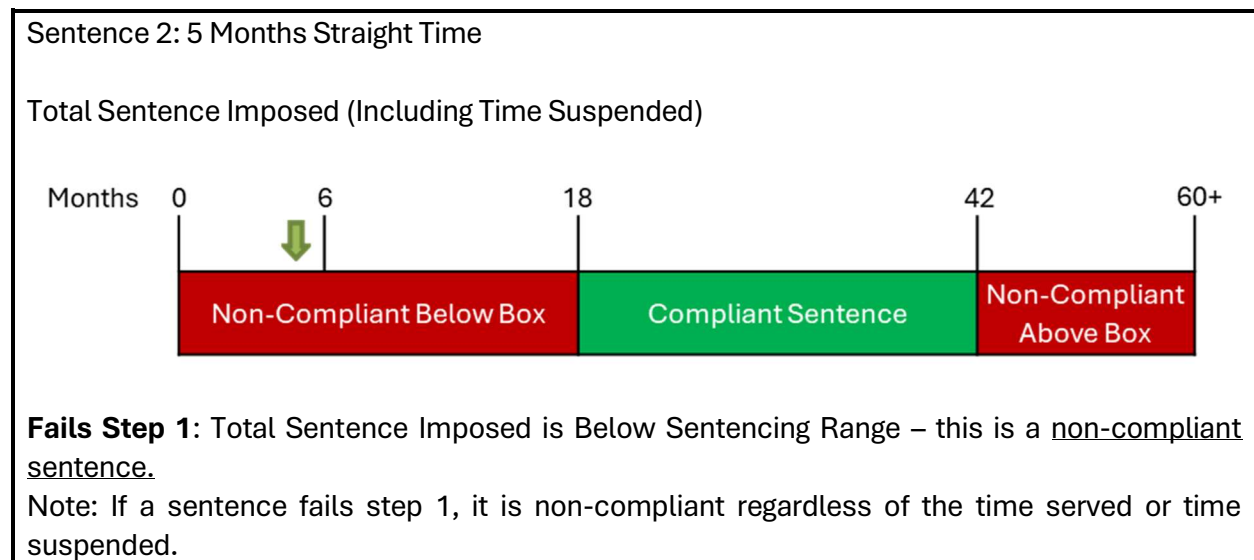 Sentence 2: 5 Months Straight Time
Total Sentence Imposed (Including Time Suspended)
Months 0 6 18 42 60+
Non-Compliant Below Box Compliant Sentence Non-Compliant
Above Box
Fails Step 1: Total Sentence Imposed is Below Sentencing Range – this is a non-compliant
sentence.
Note: If a sentence fails step 1, it is non-compliant regardless of the time served or time
suspended.